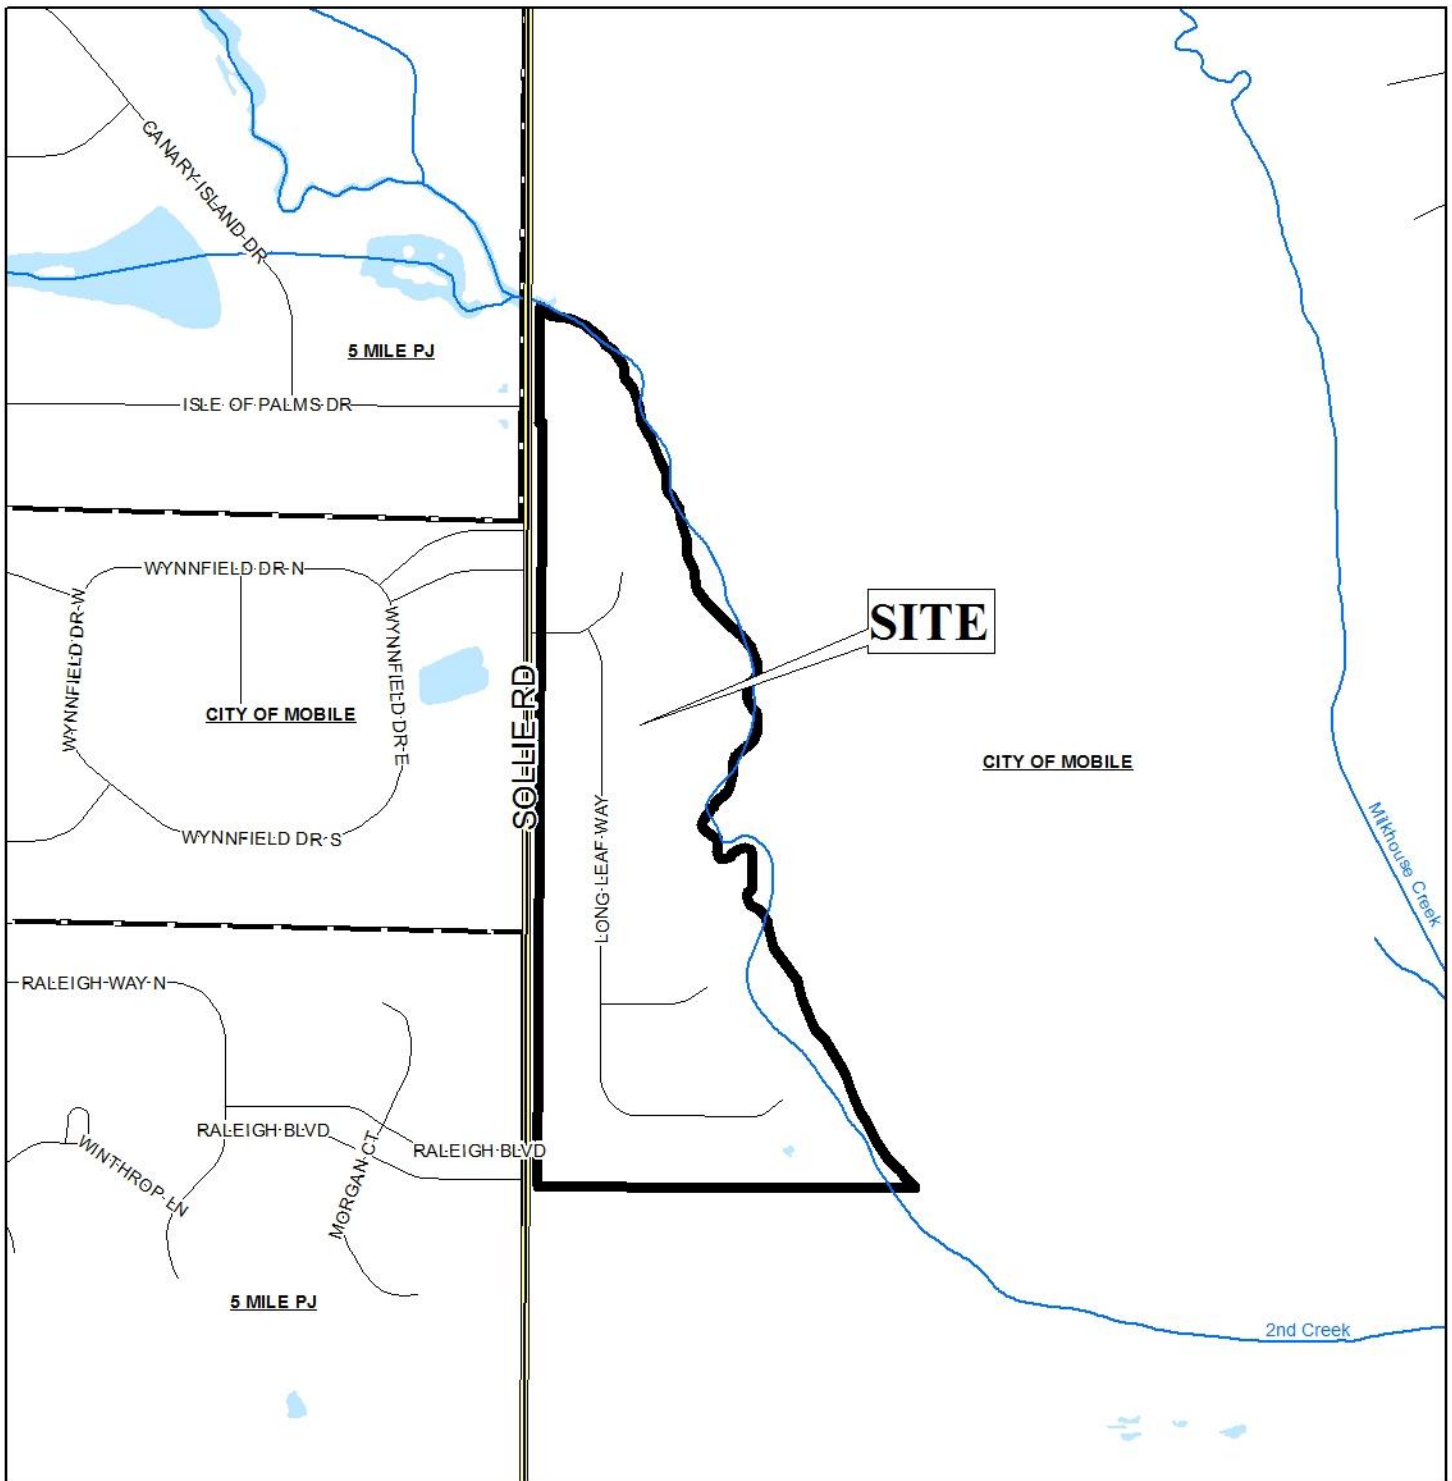 CANARY ISLAND DR
5 MILE PJ
ISLE OF PALMS DR
WYNNFIELD DR N
WYNNFIELD DR W
WYNNFIELD DR E
SITE
SOLLIE RD
CITY OF MOBILE
CITY OF MOBILE
WYNNFIELD DR S
LONG LEAF WAY
Milkhouse Creek
RALEIGH WAY N
RALEIGH BLVD
RALEIGH BLVD
WINTHROP LN
MORGAN CT
5 MILE PJ
2nd Creek